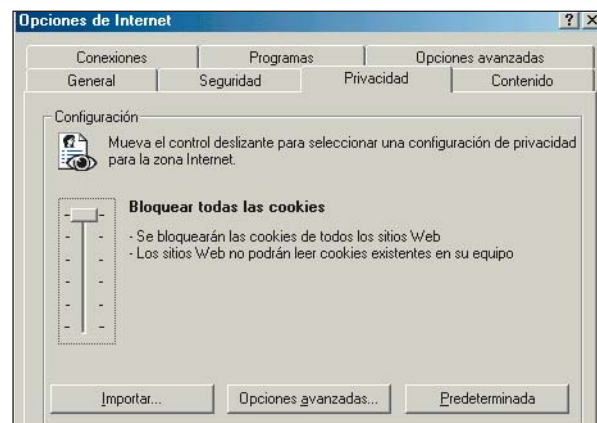 Opciones de Internet
? X
Conexiones Programas Opciones avanzadas
General Seguridad Privacidad Contenido
Configuración
Mueva el control deslizante para seleccionar una configuración de privacidad
para la zona Internet.
Bloquear todas las cookies
- Se bloquearán las cookies de todos los sitios Web
- Los sitios Web no podrán leer cookies existentes en su equipo
Importar... Opciones avanzadas... Predeterminada